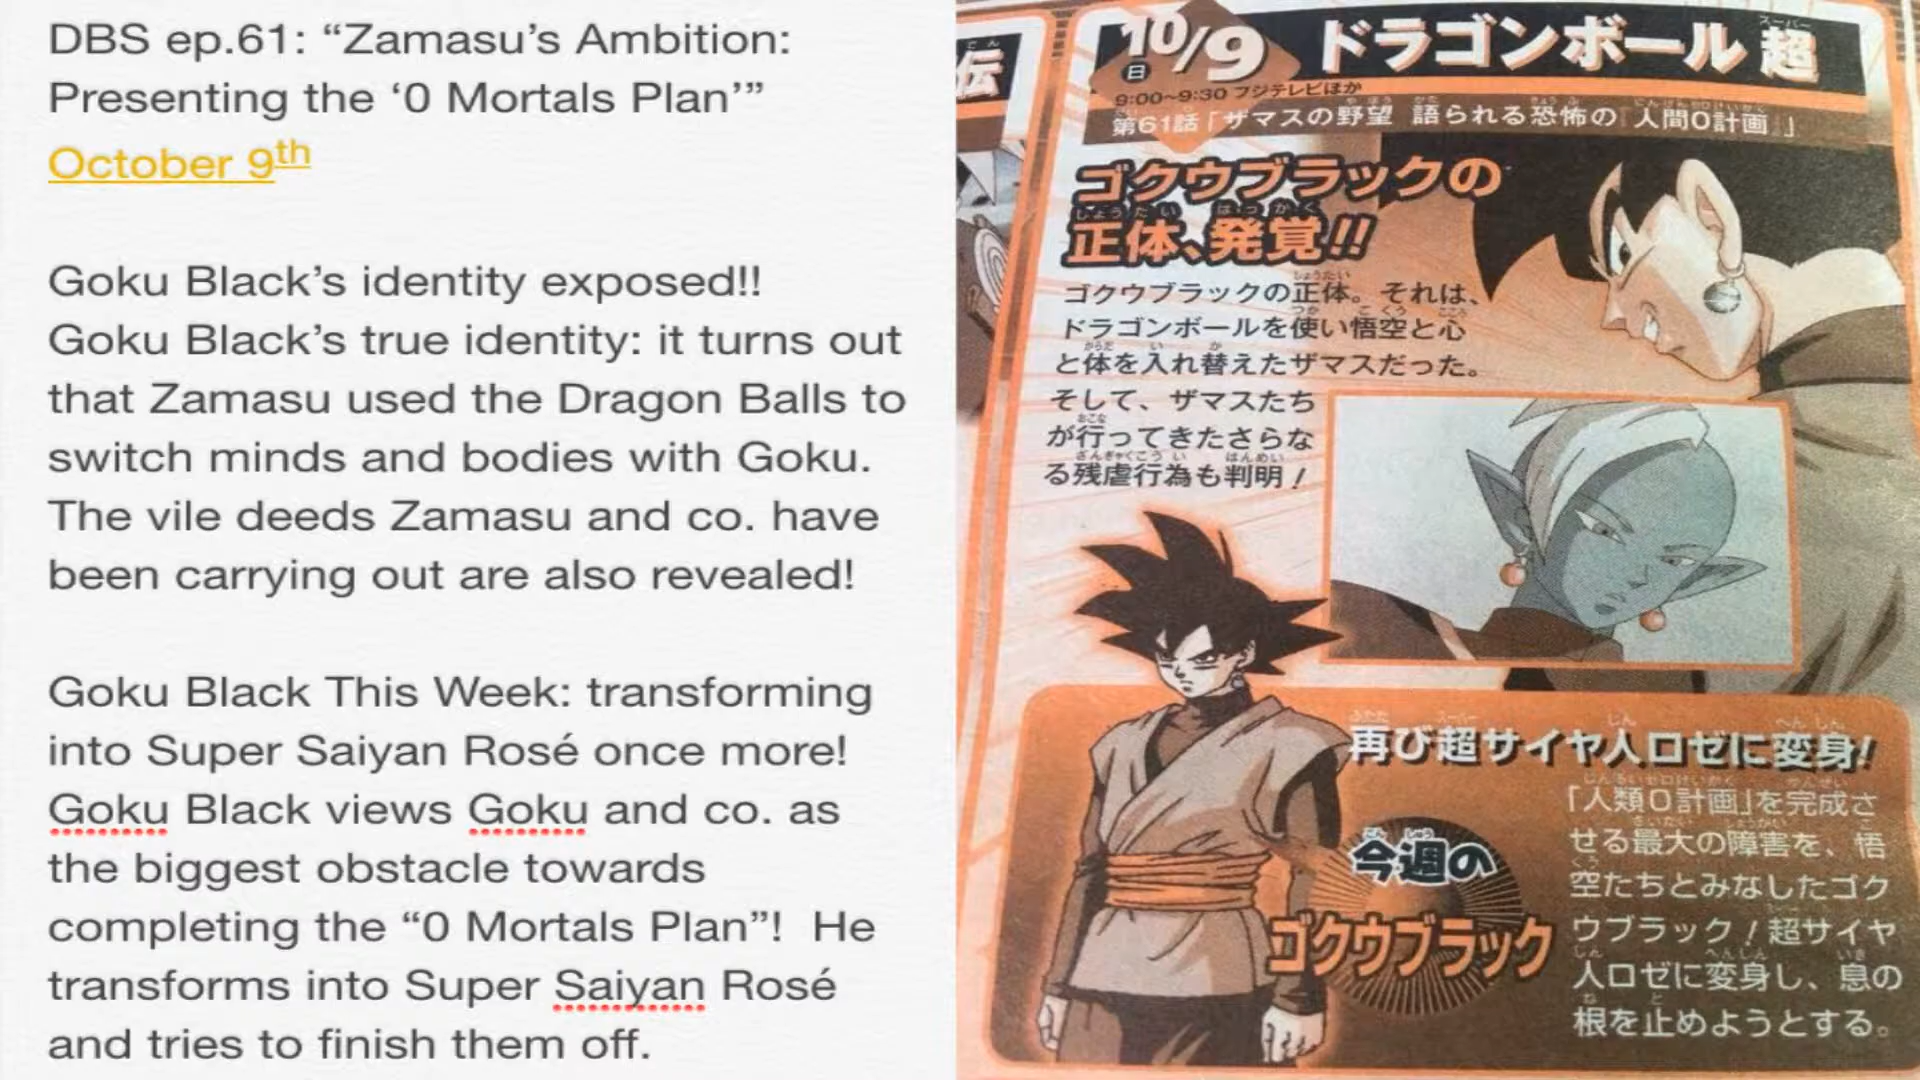 DBS ep.61: “Zamasu’s Ambition:
Presenting the ‘0 Mortals Plan’”
October 9th
Goku Black’s identity exposed!!
Goku Black’s true identity: it turns out
that Zamasu used the Dragon Balls to
switch minds and bodies with Goku.
The vile deeds Zamasu and co. have
been carrying out are also revealed!
Goku Black This Week: transforming
into Super Saiyan Rosé once more!
Goku Black views Goku and co. as
the biggest obstacle towards
completing the “0 Mortals Plan”!  He
transforms into Super Saiyan Rosé
and tries to finish them off.
伝
10/9
日
ドラゴンボール 超
9:00~9:30 フジテレビほか
第61話「ザマスの野望 語られる恐怖の『人間0計画』」
ゴクウブラックの
正体、発覚!!
ゴクウブラックの正体。それは、
ドラゴンボールを使い悟空と心
と体を入れ替えたザマスだった。
そして、ザマスたち
が行ってきたさらな
る残虐行為も判明!
再び超サイヤ人ロゼに変身!
「人類0計画」を完成さ
せる最大の障害を、悟
空たちとみなしたゴク
ウブラック!超サイヤ
人ロゼに変身し、息の
根を止めようとする。
今週の
ゴクウブラック